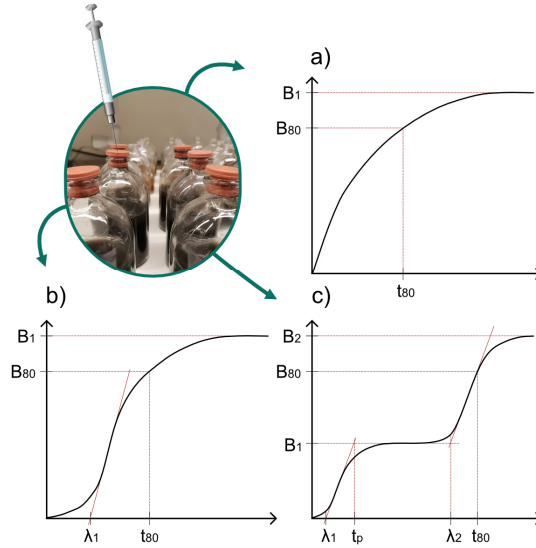 a)
B₁
B₈₀
t₈₀
b)
B₁
B₈₀
λ₁
t₈₀
c)
B₂
B₈₀
B₁
λ₁
tₚ
λ₂
t₈₀